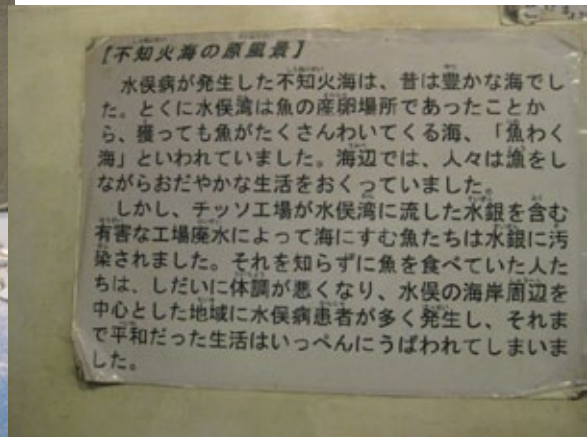 【不知火海の原風景】
水俣病が発生した不知火海は、昔は豊かな海でし
た。とくに水俣湾は魚の産卵場所であったことか
ら、獲っても魚がたくさんわいてくる海、「魚わく
海」といわれていました。海辺では、人々は漁をし
ながらおだやかな生活をおくっていました。
しかし、チッソ工場が水俣湾に流した水銀を含む
有害な工場廃水によって海にすむ魚たちは水銀に汚
染されました。それを知らずに魚を食べていた人た
ちは、しだいに体調が悪くなり、水俣の海岸周辺を
中心とした地域に水俣病患者が多く発生し、それま
で平和だった生活はいっぺんにうばわれてしまいま
した。